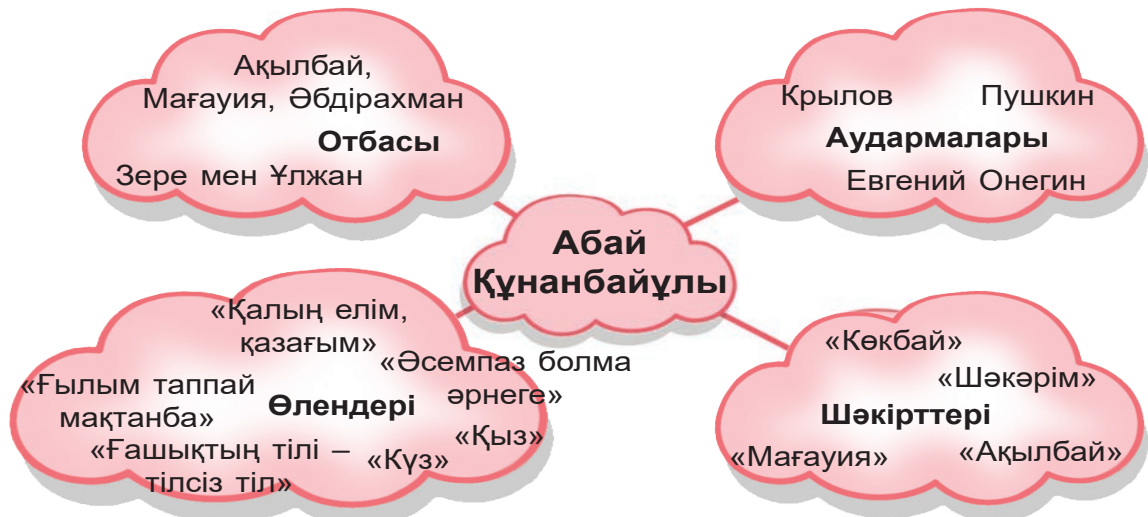 Ақылбай,
Мағауия, Әбдірахман
Отбасы
Зере мен Ұлжан
Крылов Пушкин
Аудармалары
Евгений Онегин
Абай
Құнанбайұлы
«Қалың елім,
қазағым»
«Әсемпаз болма
әрнеге»
«Ғылым таппай
мақтанба»
Өлендері
«Қыз»
«Ғашықтың тілі –
тілсіз тіл»
«Күз»
«Көкбай»
«Шәкәрім»
Шәкірттері
«Мағауия» «Ақылбай»